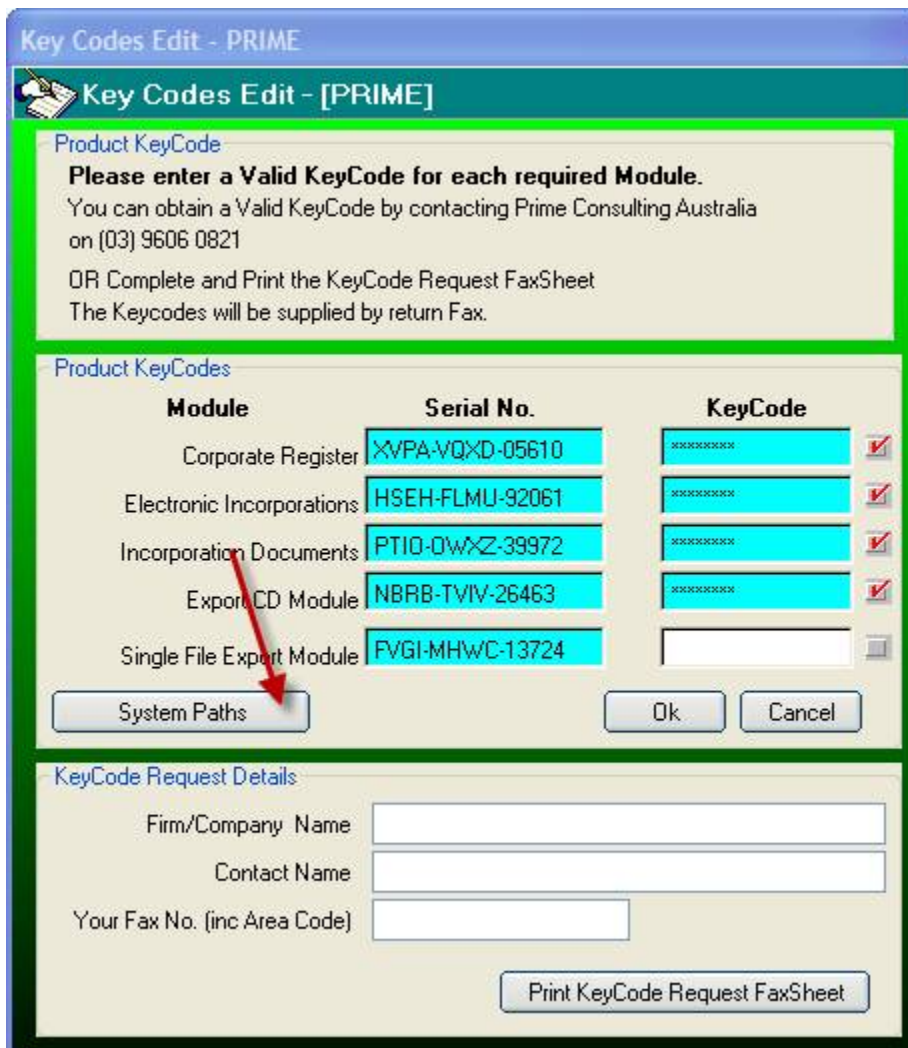 Key Codes Edit - PRIME
Key Codes Edit - [PRIME]
Product KeyCode
Please enter a Valid KeyCode for each required Module.
You can obtain a Valid KeyCode by contacting Prime Consulting Australia
on (03) 9606 0821
OR Complete and Print the KeyCode Request FaxSheet
The Keycodes will be supplied by return Fax.
Product KeyCodes
Module Serial No. KeyCode
Corporate Register XVPA-VQXD-05610 ********
Electronic Incorporations HSEH-FLMU-92061 ********
Incorporation Documents PTIO-OWXZ-39972 ********
Export CD Module NBRB-TVIV-26463 ********
Single File Export Module FVGI-MHWC-13724
System Paths Ok Cancel
KeyCode Request Details
Firm/Company Name
Contact Name
Your Fax No. (inc Area Code)
Print KeyCode Request FaxSheet